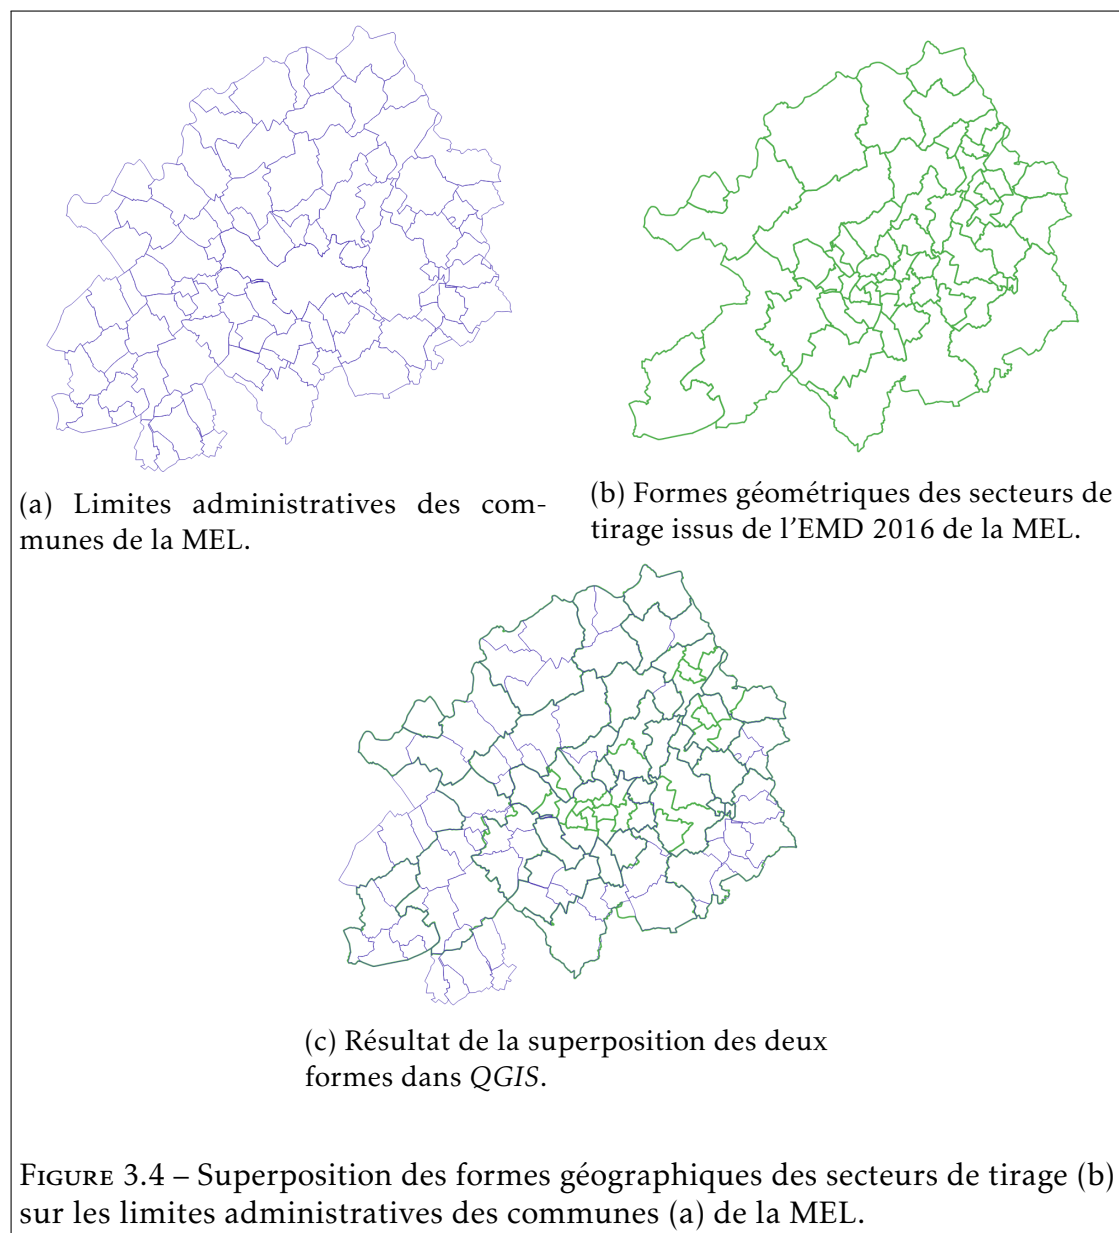 (a) Limites administratives des com-
munes de la MEL.
(b) Formes géométriques des secteurs de
tirage issus de l'EMD 2016 de la MEL.
(c) Résultat de la superposition des deux
formes dans QGIS.
FIGURE 3.4 – Superposition des formes géographiques des secteurs de tirage (b)
sur les limites administratives des communes (a) de la MEL.